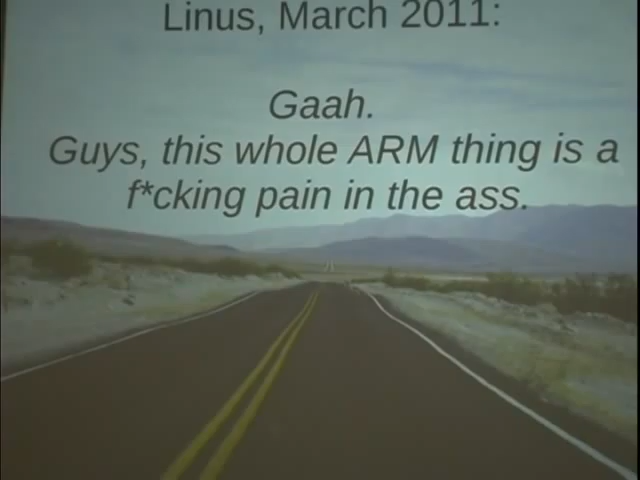 Linus, March 2011:
Gaah.
Guys, this whole ARM thing is a
f*cking pain in the ass.